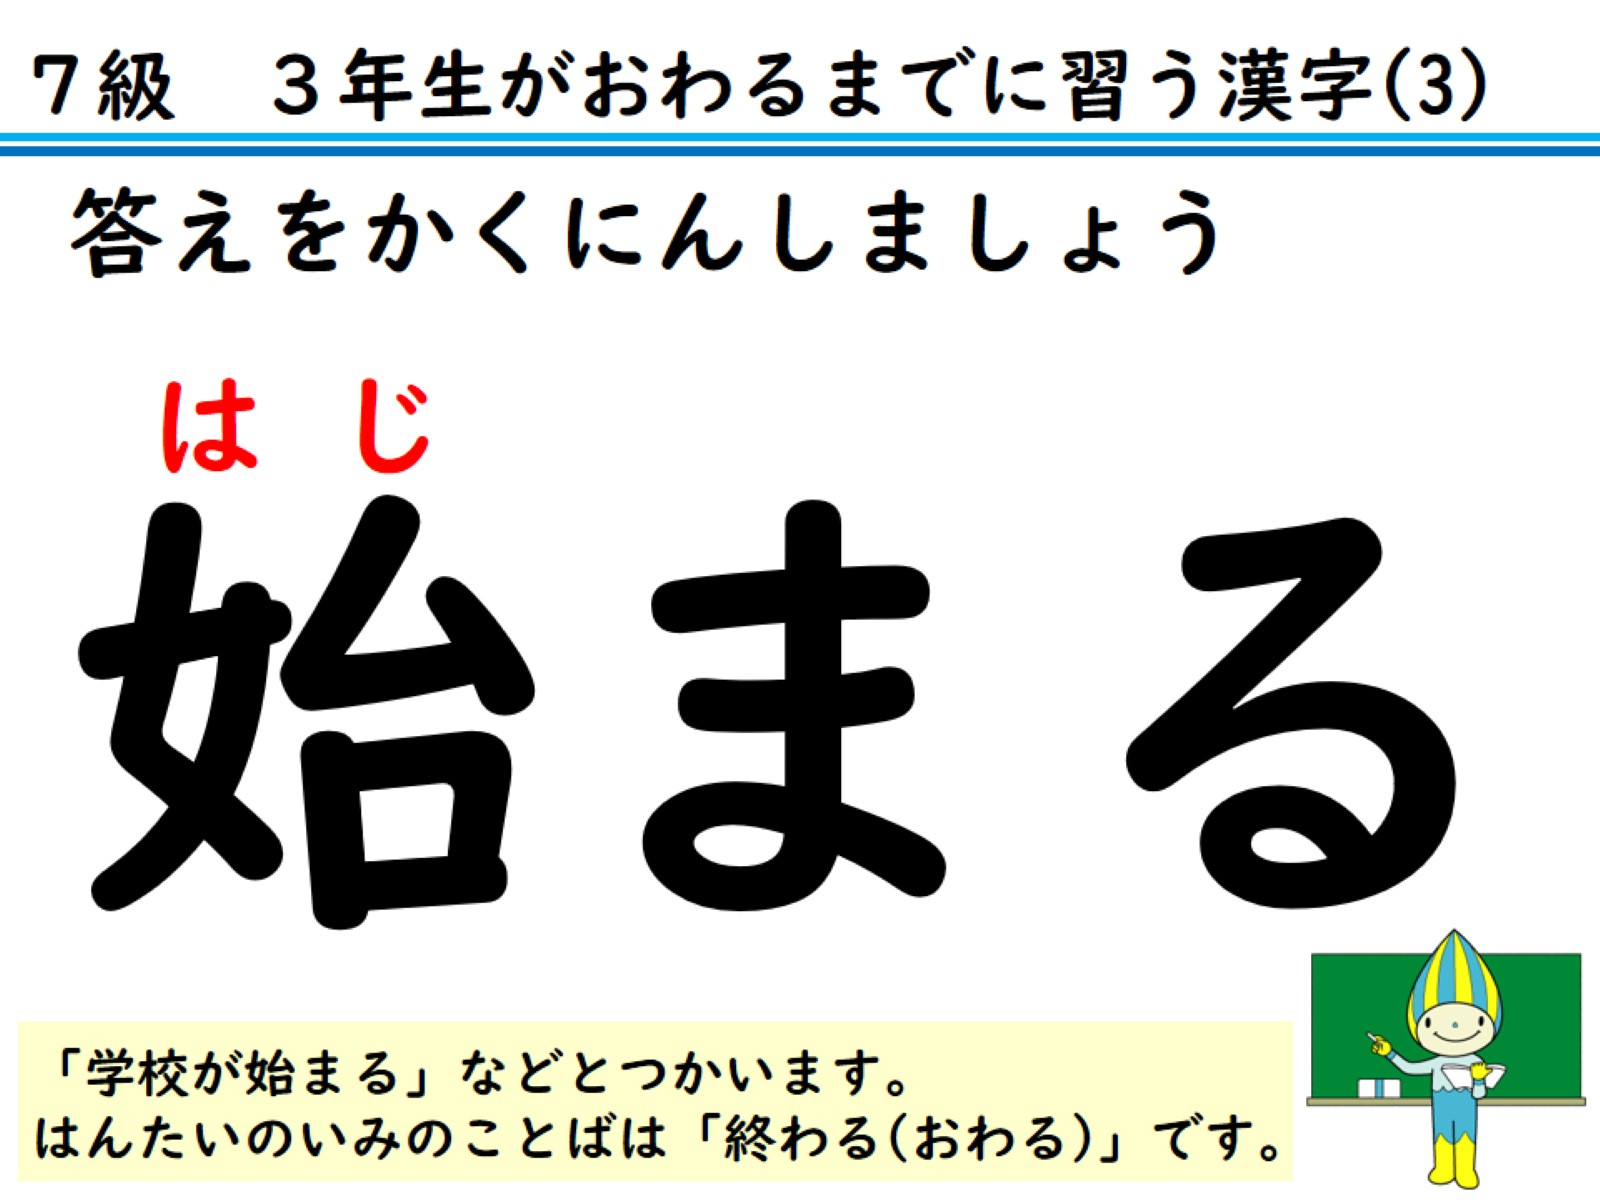 ７級　３年生がおわるまでに習う漢字(3)
答えをかくにんしましょう
はじ
始まる
「学校が始まる」などとつかいます。
はんたいのいみのことばは「終わる(おわる)」です。